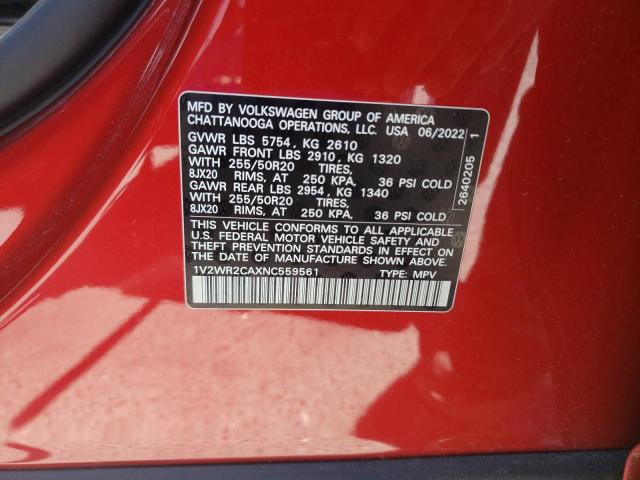 MFD BY VOLKSWAGEN GROUP OF AMERICA
CHATTANOOGA OPERATIONS, LLC. USA 06/2022
GVWR LBS 5754, KG 2610
GAWR FRONT LBS 2910, KG 1320
WITH 255/50R20 TIRES,
8JX20 RIMS, AT 250 KPA, 36 PSI COLD
GAWR REAR LBS 2954, KG 1340
WITH 255/50R20 TIRES,
8JX20 RIMS, AT 250 KPA, 36 PSI COLD
THIS VEHICLE CONFORMS TO ALL APPLICABLE
U.S. FEDERAL MOTOR VEHICLE SAFETY AND
THEFT PREVENTION STANDARDS IN EFFECT
ON THE DATE OF MANUFACTURE SHOWN ABOVE.
1V2WR2CAXNC559561 TYPE: MPV
2640205 1